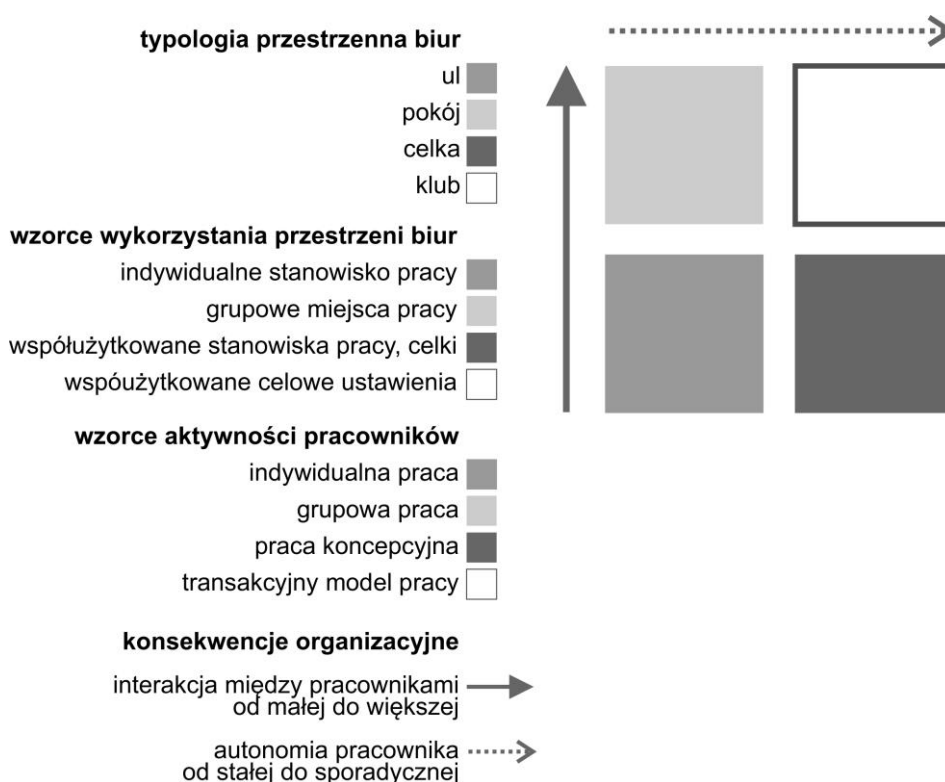 typologia przestrzenna biur
ul
pokój
celka
klub
wzorce wykorzystania przestrzeni biur
indywidualne stanowisko pracy
grupowe miejsca pracy
współużytkowane stanowiska pracy, celki
wspóużytkowane celowe ustawienia
wzorce aktywności pracowników
indywidualna praca
grupowa praca
praca koncepcyjna
transakcyjny model pracy
konsekwencje organizacyjne
interakcja między pracownikami
od małej do większej
autonomia pracownika
od stałej do sporadycznej